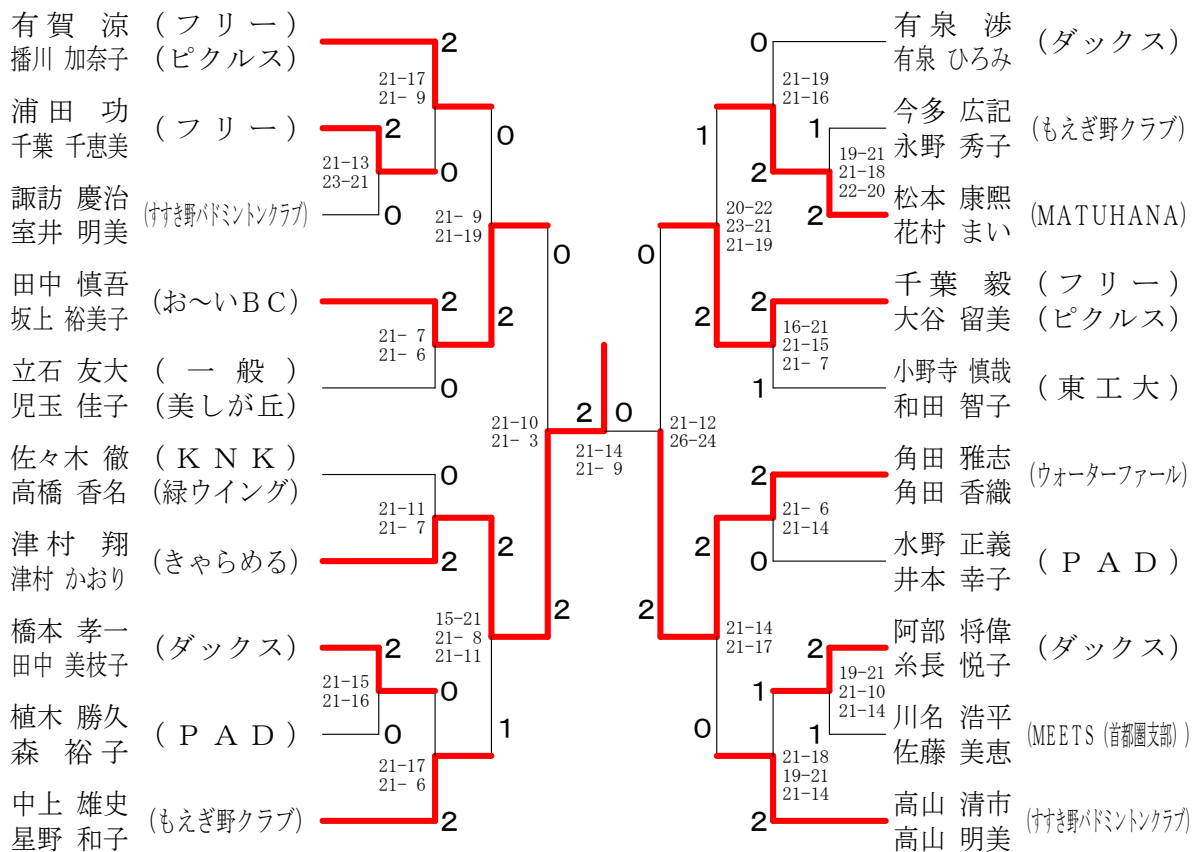 有賀 涼 (フリー)
播川 加奈子 (ピクルス)
2
21-17
21- 9
浦田 功
千葉 千恵美
(フリー)
2
0
0
21-13
23-21
諏訪 慶治
室井 明美
(すすき野バドミントンクラブ)
0
21- 9
21-19
0
田中 慎吾
坂上 裕美子
(お～いBC)
2
2
21- 7
21- 6
立石 友大 (一般)
児玉 佳子 (美しが丘)
0
21-10
21- 3
佐々木 徹 (KNK)
高橋 香名 (緑ウイング)
0
21-11
21- 7
津村 翔
津村 かおり
(きゃらめる)
2
2
15-21
21- 8
21-11
2
橋本 孝一
田中 美枝子
(ダックス)
2
0
21-15
21-16
植木 勝久
森 裕子
(PAD)
0
1
21-17
21- 6
中上 雄史
星野 和子
(もえぎ野クラブ)
2
2 0
21-14
21- 9
有泉 渉
有泉 ひろみ
(ダックス)
0
21-19
21-16
今多 広記
永野 秀子
(もえぎ野クラブ)
1
1
2
19-21
21-18
22-20
松本 康熙
花村 まい
(MATUHANA)
2
20-22
23-21
21-19
0
千葉 毅 (フリー)
大谷 留美 (ピクルス)
2
2
16-21
21-15
21- 7
小野寺 慎哉
和田 智子
(東工大)
1
21-12
26-24
角田 雅志
角田 香織
(ウォーターファール)
2
21- 6
21-14
水野 正義
井本 幸子
(PAD)
0
2
2
21-14
21-17
阿部 将偉
糸長 悦子
(ダックス)
2
1
19-21
21-10
21-14
川名 浩平
佐藤 美恵
(MEETS(首都圏支部))
1
0
21-18
19-21
21-14
高山 清市
高山 明美
(すすき野バドミントンクラブ)
2